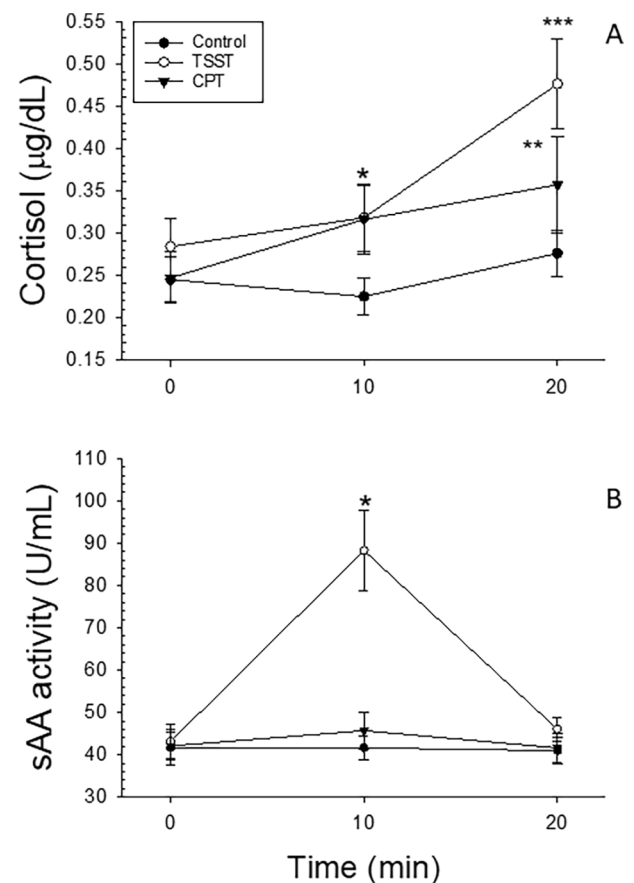 A
Control
TSST
CPT
***
**
*
Cortisol (μg/dL)
0.55
0.50
0.45
0.40
0.35
0.30
0.25
0.20
0.15
0 10 20
B
*
sAA activity (U/mL)
110
100
90
80
70
60
50
40
30
0 10 20
Time (min)